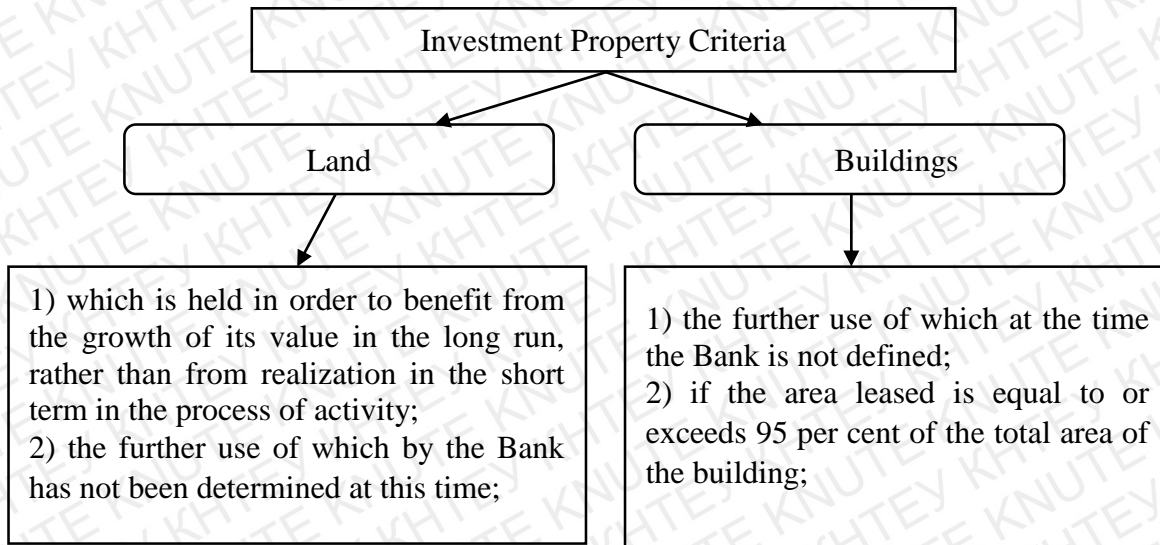 Investment Property Criteria
Land
Buildings
1) which is held in order to benefit from
the growth of its value in the long run,
rather than from realization in the short
term in the process of activity;
2) the further use of which by the Bank
has not been determined at this time;
1) the further use of which at the time
the Bank is not defined;
2) if the area leased is equal to or
exceeds 95 per cent of the total area of
the building;